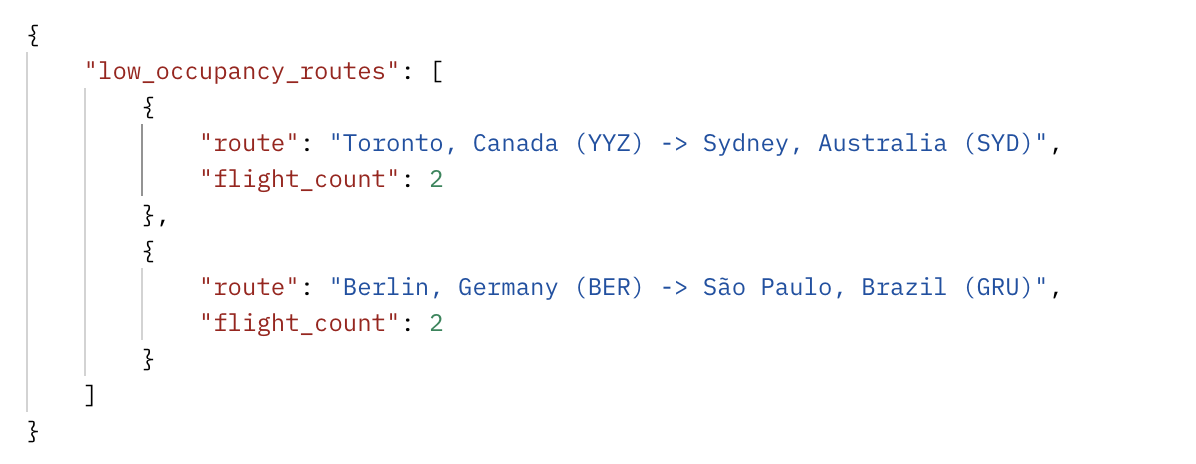 {
    "low_occupancy_routes": [
        {
            "route": "Toronto, Canada (YYZ) -> Sydney, Australia (SYD)",
            "flight_count": 2
        },
        {
            "route": "Berlin, Germany (BER) -> São Paulo, Brazil (GRU)",
            "flight_count": 2
        }
    ]
}